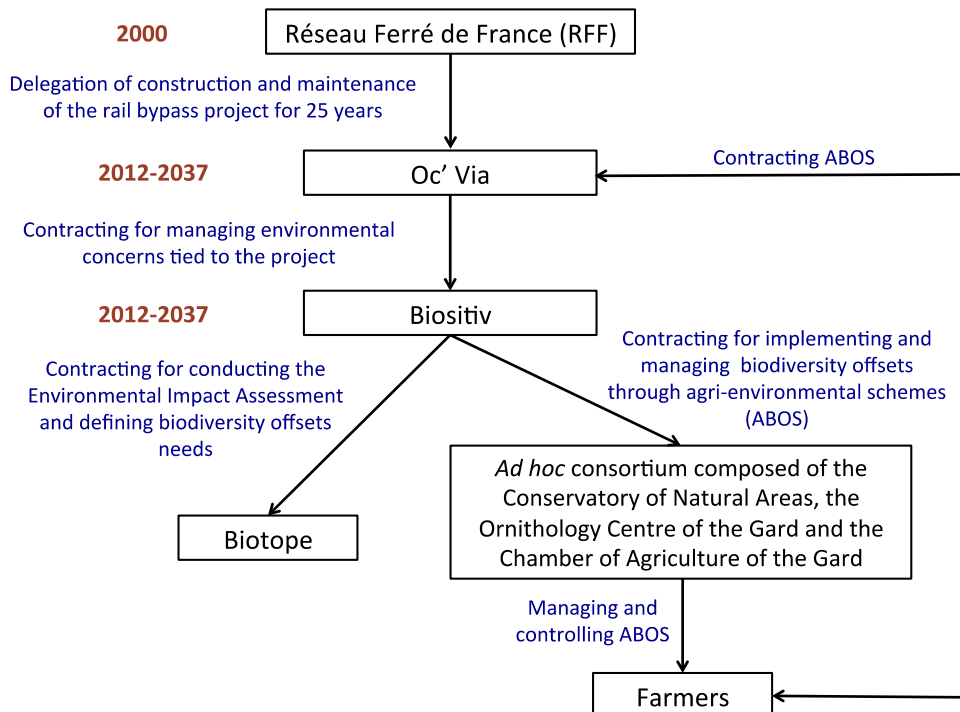 2000
Réseau Ferré de France (RFF)
Delegation of construction and maintenance
of the rail bypass project for 25 years
Contracting ABOS
2012-2037
Oc’ Via
Contracting for managing environmental
concerns tied to the project
2012-2037
Biositiv
Contracting for conducting the
Environmental Impact Assessment
and defining biodiversity offsets
needs
Contracting for implementing and
managing biodiversity offsets
through agri-environmental schemes
(ABOS)
Biotope
Ad hoc consortium composed of the
Conservatory of Natural Areas, the
Ornithology Centre of the Gard and the
Chamber of Agriculture of the Gard
Managing and
controlling ABOS
Farmers